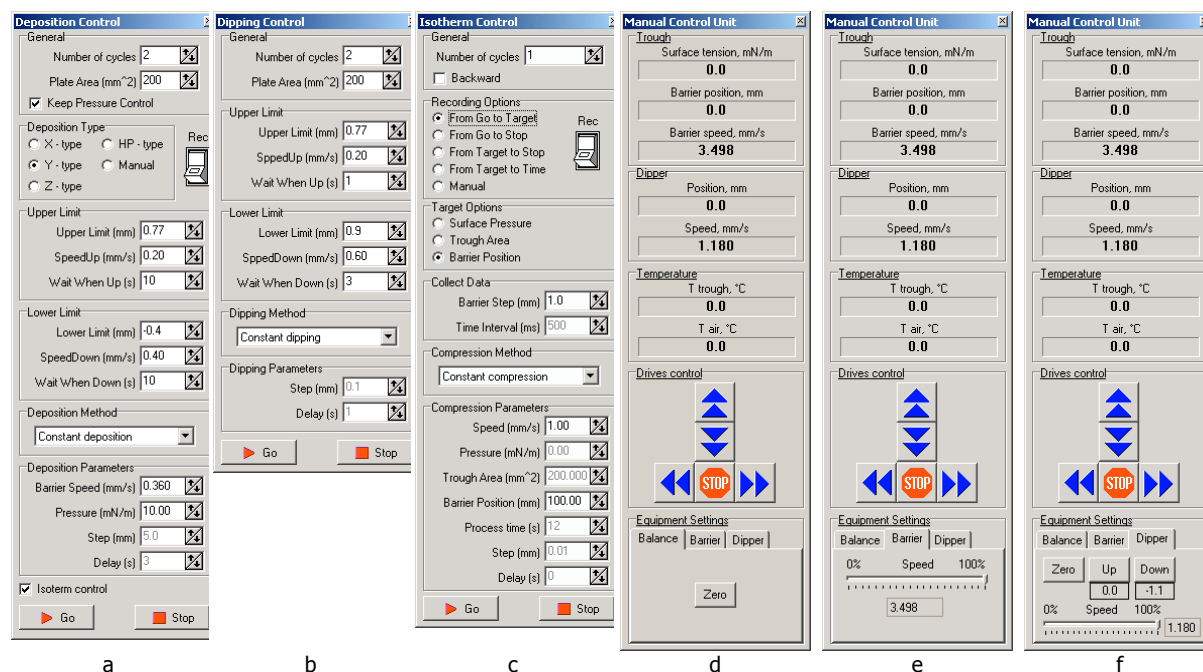 Deposition Control
General
Number of cycles 2
Plate Area (mm^2) 200
Keep Pressure Control
Deposition Type
X - type HP - type
Y - type Manual
Z - type
Rec
Upper Limit
Upper Limit (mm) 0.77
SpeedUp (mm/s) 0.20
Wait When Up (s) 10
Lower Limit
Lower Limit (mm) -0.4
SpeedDown (mm/s) 0.40
Wait When Down (s) 10
Deposition Method
Constant deposition
Deposition Parameters
Barrier Speed (mm/s) 0.360
Pressure (mN/m) 10.00
Step (mm) 5.0
Delay (s) 3
Isoterm control
Go Stop
a
Dipping Control
General
Number of cycles 2
Plate Area (mm^2) 200
Upper Limit
Upper Limit (mm) 0.77
SppedUp (mm/s) 0.20
Wait When Up (s) 1
Lower Limit
Lower Limit (mm) 0.9
SppedDown (mm/s) 0.60
Wait When Down (s) 3
Dipping Method
Constant dipping
Dipping Parameters
Step (mm) 0.1
Delay (s) 1
Go Stop
b
Isotherm Control
General
Number of cycles 1
Backward
Recording Options
From Go to Target
From Go to Stop
From Target to Stop
From Target to Time
Manual
Rec
Target Options
Surface Pressure
Trough Area
Barrier Position
Collect Data
Barrier Step (mm) 1.0
Time Interval (ms) 500
Compression Method
Constant compression
Compression Parameters
Speed (mm/s) 1.00
Pressure (mN/m) 0.00
Trough Area (mm^2) 200.000
Barrier Position (mm) 100.00
Process time (s) 12
Step (mm) 0.01
Delay (s) 0
Go Stop
c
Manual Control Unit
Trough
Surface tension, mN/m
0.0
Barrier position, mm
0.0
Barrier speed, mm/s
3.498
Dipper
Position, mm
0.0
Speed, mm/s
1.180
Temperature
T trough, °C
0.0
T air, °C
0.0
Drives control
STOP
Equipment Settings
Balance Barrier Dipper
Zero
d
Manual Control Unit
Trough
Surface tension, mN/m
0.0
Barrier position, mm
0.0
Barrier speed, mm/s
3.498
Dipper
Position, mm
0.0
Speed, mm/s
1.180
Temperature
T trough, °C
0.0
T air, °C
0.0
Drives control
STOP
Equipment Settings
Balance Barrier Dipper
0% Speed 100%
3.498
e
Manual Control Unit
Trough
Surface tension, mN/m
0.0
Barrier position, mm
0.0
Barrier speed, mm/s
3.498
Dipper
Position, mm
0.0
Speed, mm/s
1.180
Temperature
T trough, °C
0.0
T air, °C
0.0
Drives control
STOP
Equipment Settings
Balance Barrier Dipper
Zero Up Down
0.0 -1.1
0% Speed 100%
1.180
f